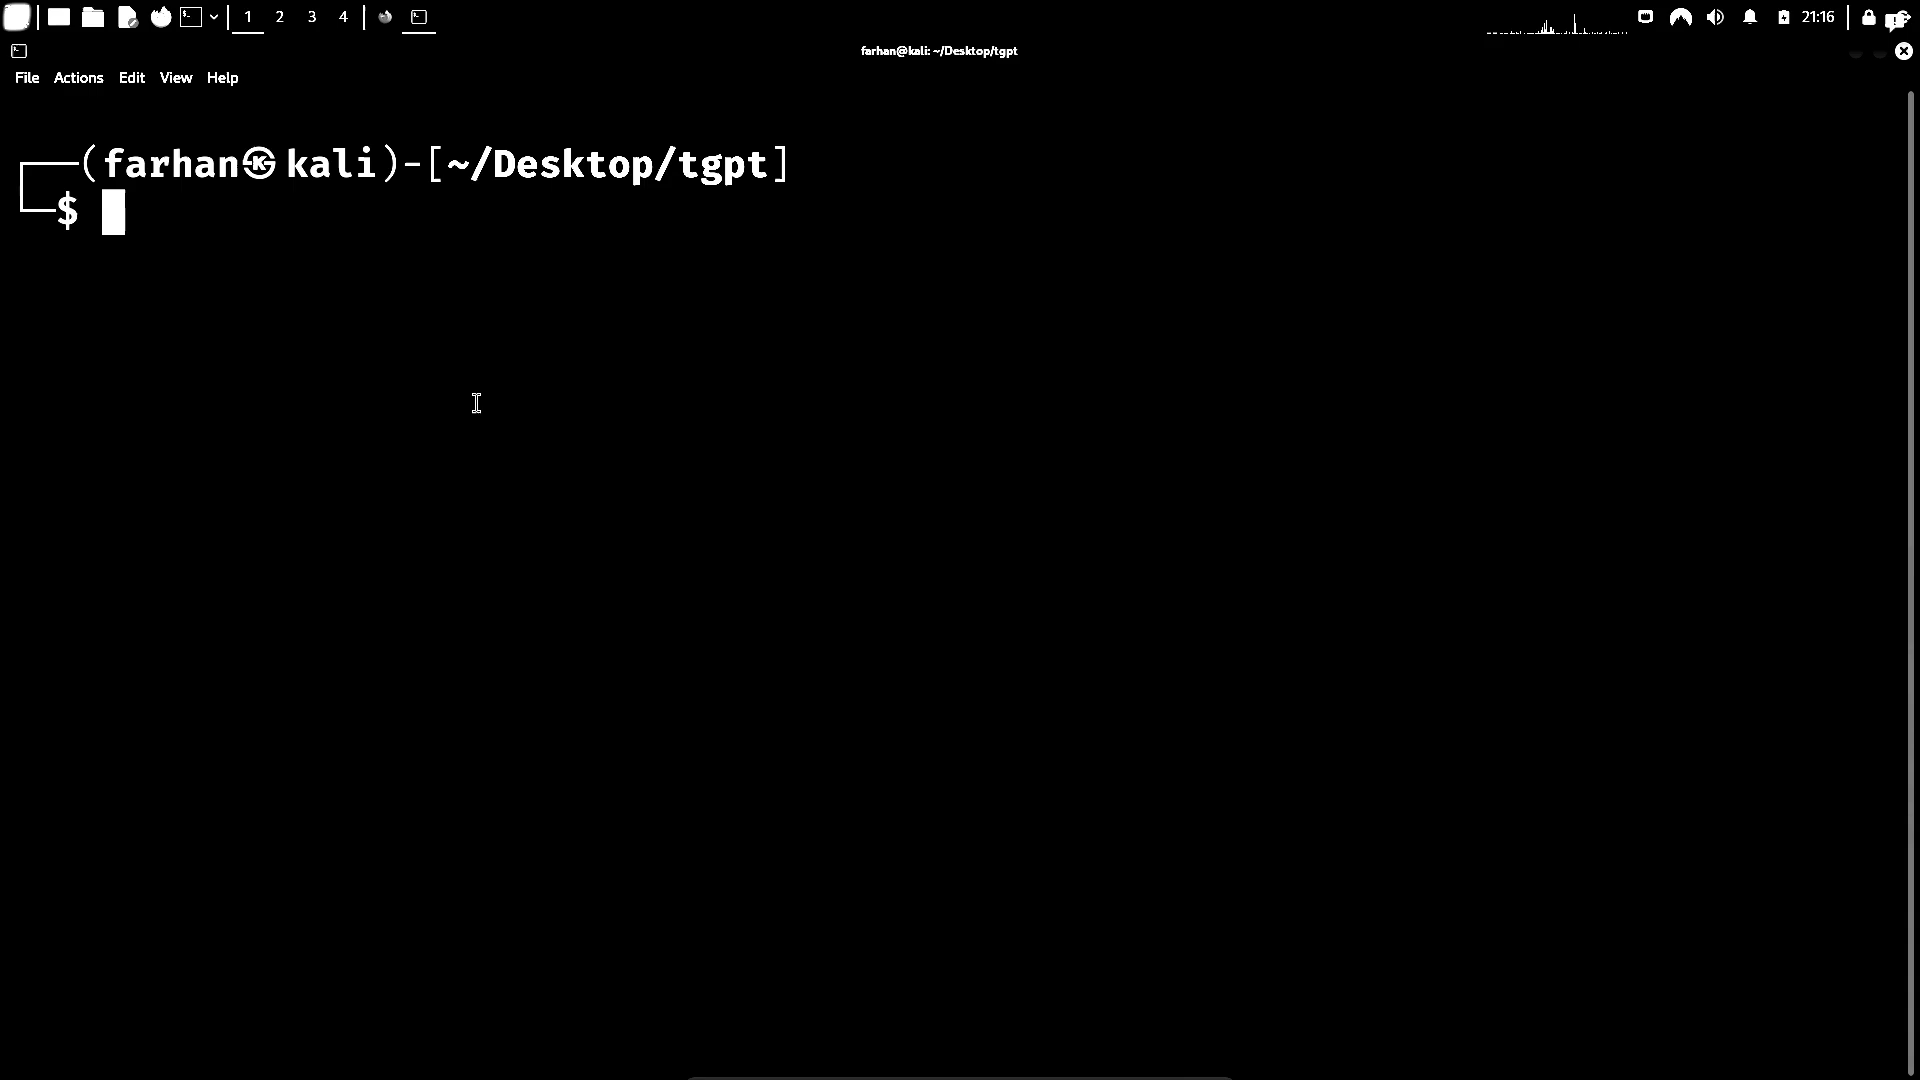 1 2 3 4 21:16
farhan@kali: ~/Desktop/tgpt
File Actions Edit View Help
┌──(farhan㉿kali)-[~/Desktop/tgpt]
└─$